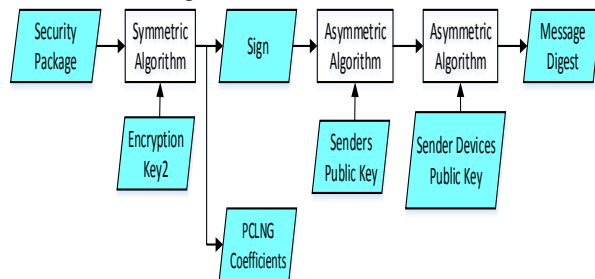 Security
Package
Symmetric
Algorithm
Sign
Asymmetric
Algorithm
Asymmetric
Algorithm
Message
Digest
Encryption
Key2
Senders
Public Key
Sender Devices
Public Key
PCLNG
Coefficients